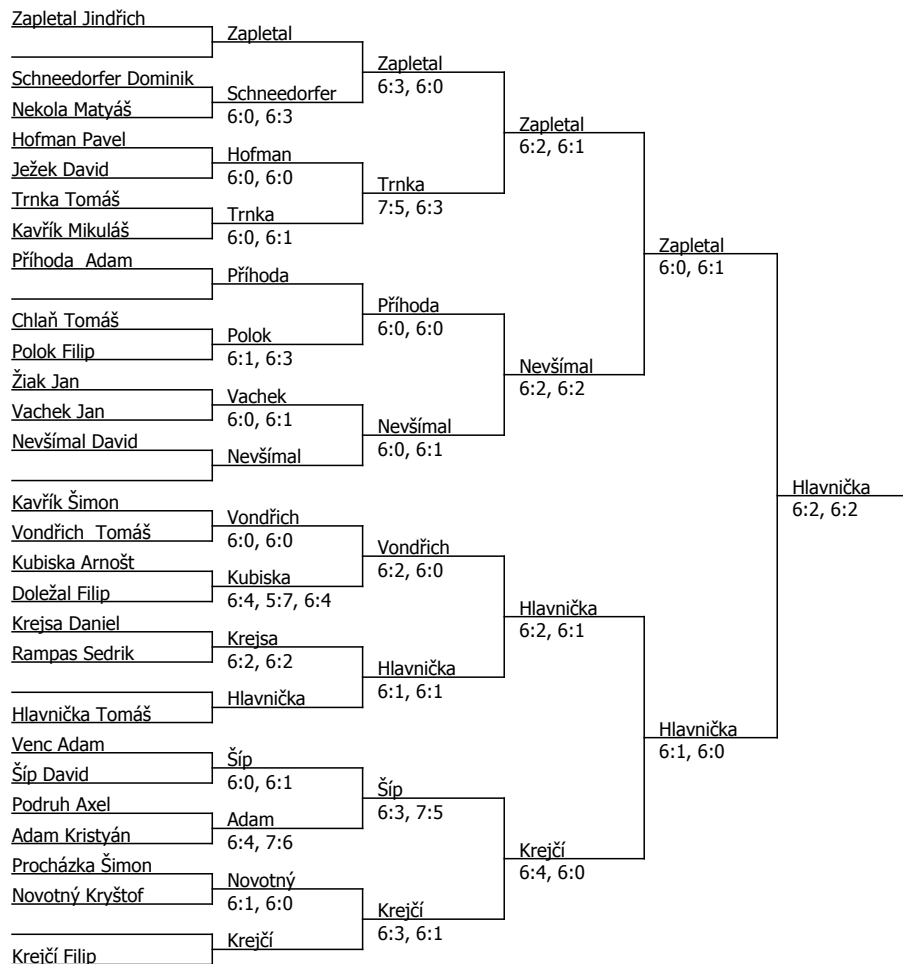 Zapletal Jindřich
Schneedorfer Dominik
Nekola Matyáš
Hofman Pavel
Ježek David
Trnka Tomáš
Kavřík Mikuláš
Příhoda  Adam
Chlaň Tomáš
Polok Filip
Žiak Jan
Vachek Jan
Nevšímal David
Kavřík Šimon
Vondřich  Tomáš
Kubiska Arnošt
Doležal Filip
Krejsa Daniel
Rampas Sedrik
Hlavnička Tomáš
Venc Adam
Šíp David
Podruh Axel
Adam Kristyán
Procházka Šimon
Novotný Kryštof
Krejčí Filip
Zapletal
Schneedorfer
6:0, 6:3
Hofman
6:0, 6:0
Trnka
6:0, 6:1
Příhoda
Polok
6:1, 6:3
Vachek
6:0, 6:1
Nevšímal
Vondřich
6:0, 6:0
Kubiska
6:4, 5:7, 6:4
Krejsa
6:2, 6:2
Hlavnička
Šíp
6:0, 6:1
Adam
6:4, 7:6
Novotný
6:1, 6:0
Krejčí
Zapletal
6:3, 6:0
Trnka
7:5, 6:3
Příhoda
6:0, 6:0
Nevšímal
6:0, 6:1
Vondřich
6:2, 6:0
Hlavnička
6:1, 6:1
Šíp
6:3, 7:5
Krejčí
6:3, 6:1
Zapletal
6:2, 6:1
Nevšímal
6:2, 6:2
Hlavnička
6:2, 6:1
Krejčí
6:4, 6:0
Zapletal
6:0, 6:1
Hlavnička
6:1, 6:0
Hlavnička
6:2, 6:2